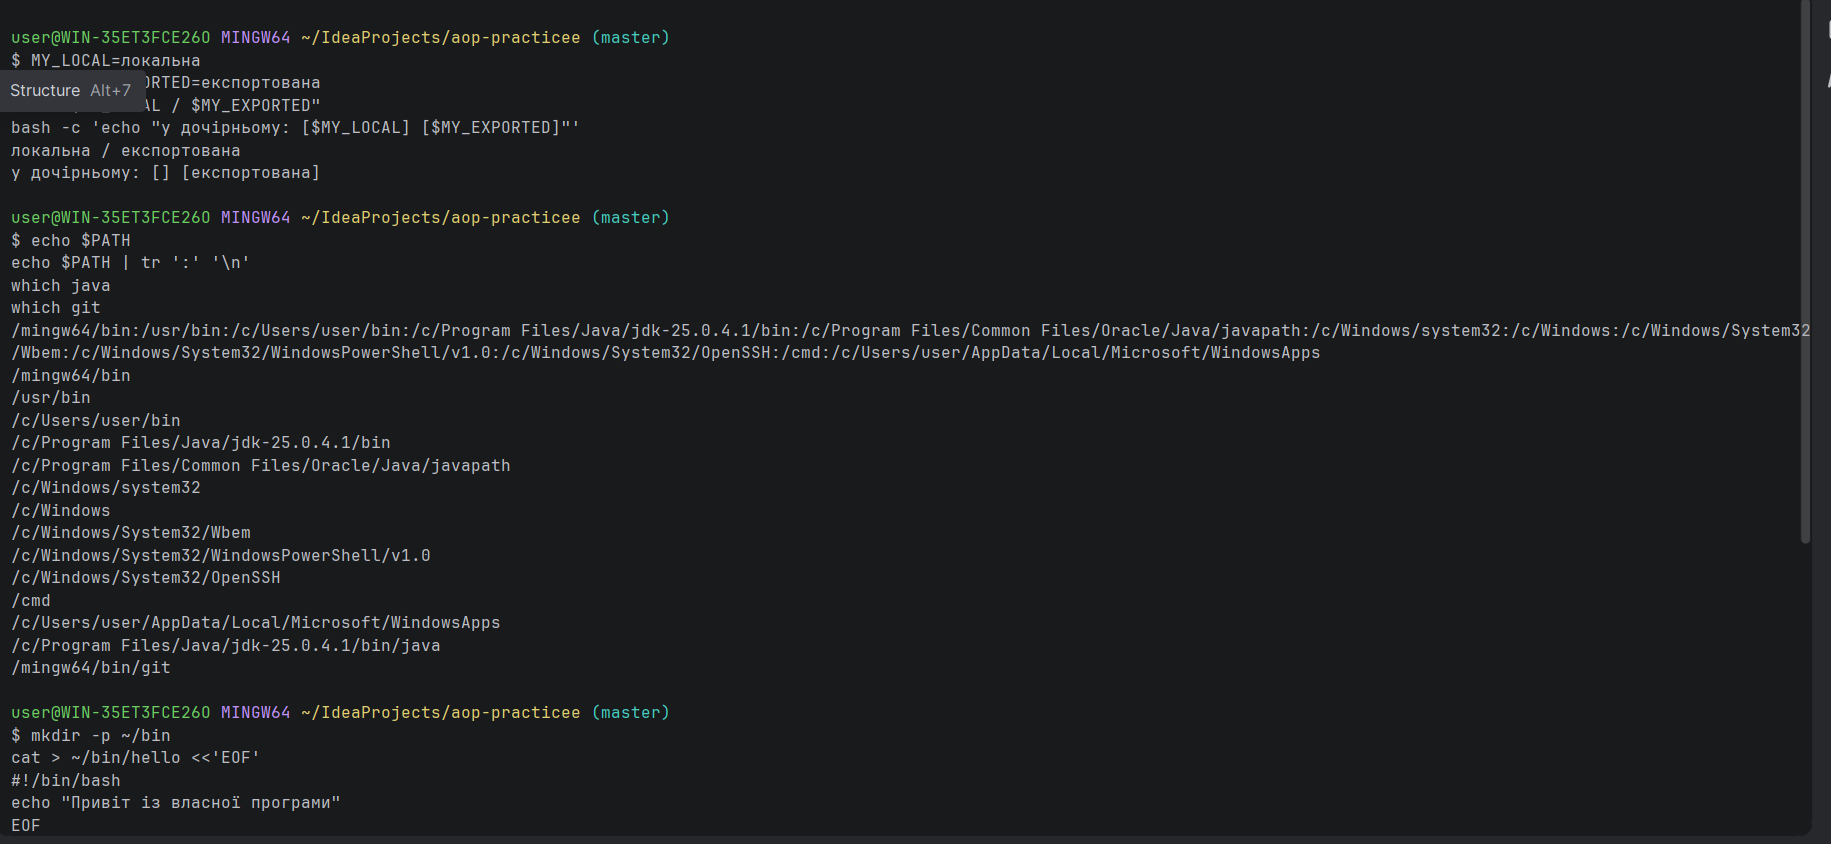 user@WIN-35ET3FCE260 MINGW64 ~/IdeaProjects/aop-practicee (master)
$ MY_LOCAL=локальна
ORTED=експортована
Structure Alt+7
AL / $MY_EXPORTED"
bash -c 'echo "у дочірньому: [$MY_LOCAL] [$MY_EXPORTED]"'
локальна / експортована
у дочірньому: [] [експортована]
user@WIN-35ET3FCE260 MINGW64 ~/IdeaProjects/aop-practicee (master)
$ echo $PATH
echo $PATH | tr ':' '\n'
which java
which git
/mingw64/bin:/usr/bin:/c/Users/user/bin:/c/Program Files/Java/jdk-25.0.4.1/bin:/c/Program Files/Common Files/Oracle/Java/javapath:/c/Windows/system32:/c/Windows:/c/Windows/System32
/Wbem:/c/Windows/System32/WindowsPowerShell/v1.0:/c/Windows/System32/OpenSSH:/cmd:/c/Users/user/AppData/Local/Microsoft/WindowsApps
/mingw64/bin
/usr/bin
/c/Users/user/bin
/c/Program Files/Java/jdk-25.0.4.1/bin
/c/Program Files/Common Files/Oracle/Java/javapath
/c/Windows/system32
/c/Windows
/c/Windows/System32/Wbem
/c/Windows/System32/WindowsPowerShell/v1.0
/c/Windows/System32/OpenSSH
/cmd
/c/Users/user/AppData/Local/Microsoft/WindowsApps
/c/Program Files/Java/jdk-25.0.4.1/bin/java
/mingw64/bin/git
user@WIN-35ET3FCE260 MINGW64 ~/IdeaProjects/aop-practicee (master)
$ mkdir -p ~/bin
cat > ~/bin/hello <<'EOF'
#!/bin/bash
echo "Привіт із власної програми"
EOF